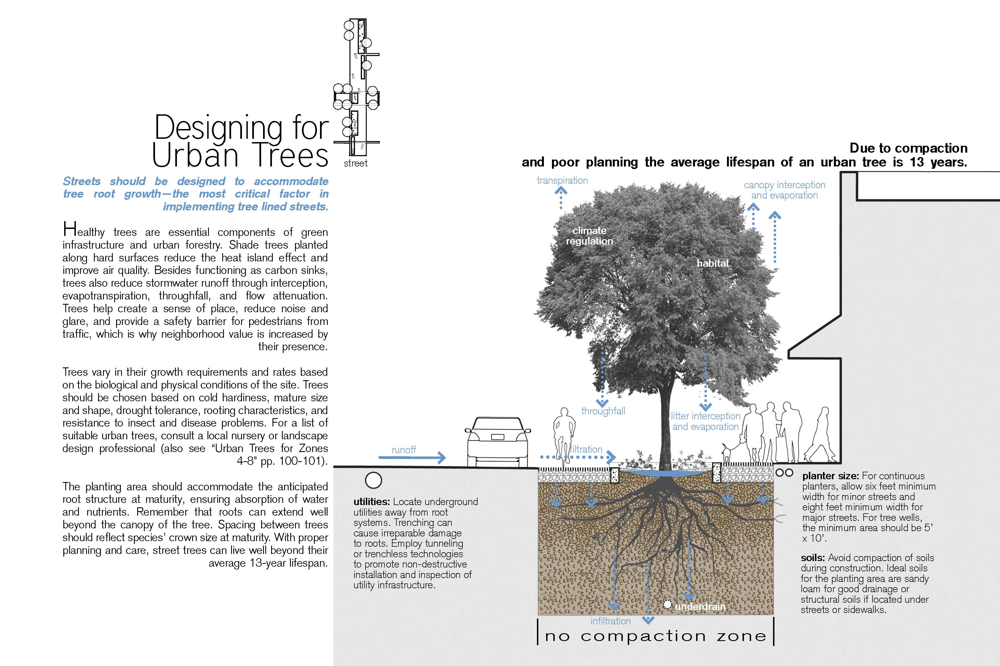 Designing for
Urban Trees
street
Streets should be designed to accommodate
tree root growth—the most critical factor in
implementing tree lined streets.
Healthy trees are essential components of green
infrastructure and urban forestry. Shade trees planted
along hard surfaces reduce the heat island effect and
improve air quality. Besides functioning as carbon sinks,
trees also reduce stormwater runoff through interception,
evapotranspiration, throughfall, and flow attenuation.
Trees help create a sense of place, reduce noise and
glare, and provide a safety barrier for pedestrians from
traffic, which is why neighborhood value is increased by
their presence.
Trees vary in their growth requirements and rates based
on the biological and physical conditions of the site. Trees
should be chosen based on cold hardiness, mature size
and shape, drought tolerance, rooting characteristics, and
resistance to insect and disease problems. For a list of
suitable urban trees, consult a local nursery or landscape
design professional (also see “Urban Trees for Zones
4-8” pp. 100-101).
The planting area should accommodate the anticipated
root structure at maturity, ensuring absorption of water
and nutrients. Remember that roots can extend well
beyond the canopy of the tree. Spacing between trees
should reflect species’ crown size at maturity. With proper
planning and care, street trees can live well beyond their
average 13-year lifespan.
Due to compaction
and poor planning the average lifespan of an urban tree is 13 years.
transpiration
canopy interception
and evaporation
climate
regulation
habitat
throughfall
litter interception
and evaporation
runoff
filtration
utilities: Locate underground
utilities away from root
systems. Trenching can
cause irreparable damage
to roots. Employ tunneling
or trenchless technologies
to promote non-destructive
installation and inspection of
utility infrastructure.
planter size: For continuous
planters, allow six feet minimum
width for minor streets and
eight feet minimum width for
major streets. For tree wells,
the minimum area should be 5’
x 10’.
soils: Avoid compaction of soils
during construction. Ideal soils
for the planting area are sandy
loam for good drainage or
structural soils if located under
streets or sidewalks.
underdrain
infiltration
no compaction zone